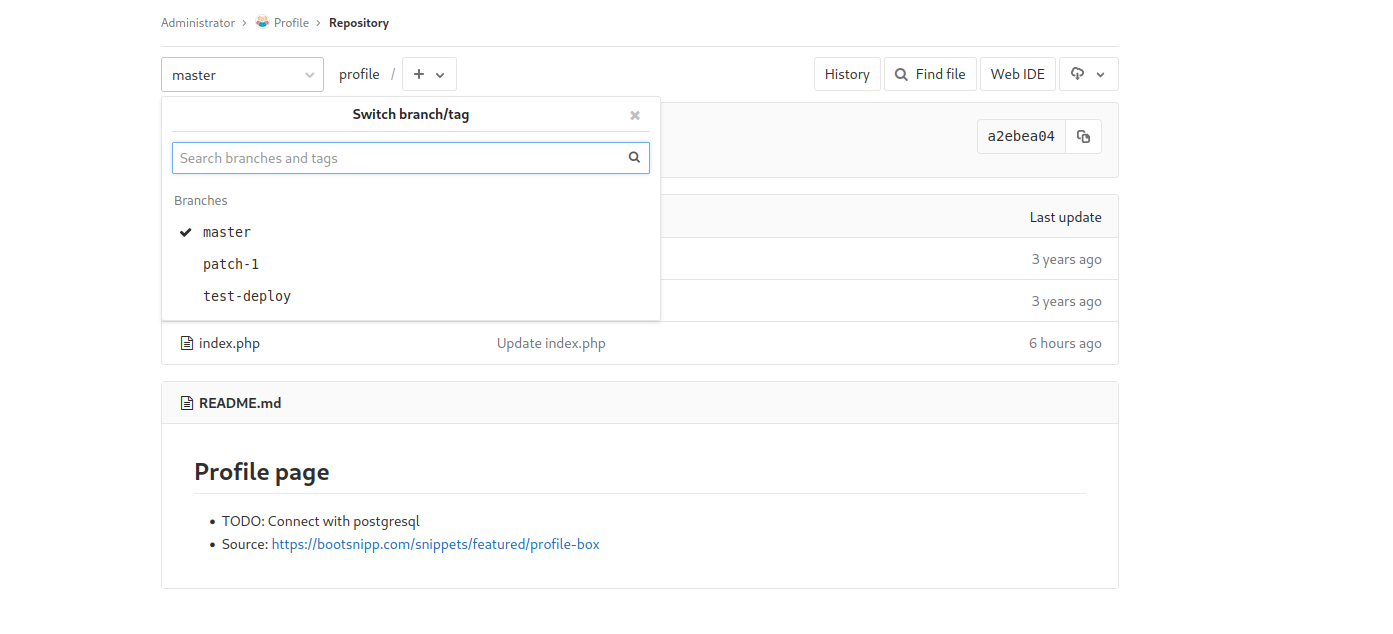 Administrator › Profile › Repository
master profile / + History Find file Web IDE
Switch branch/tag
a2ebea04
Search branches and tags
Branches
Last update
master
patch-1
3 years ago
test-deploy
3 years ago
index.php Update index.php 6 hours ago
README.md
Profile page
• TODO: Connect with postgresql
• Source: https://bootsnipp.com/snippets/featured/profile-box